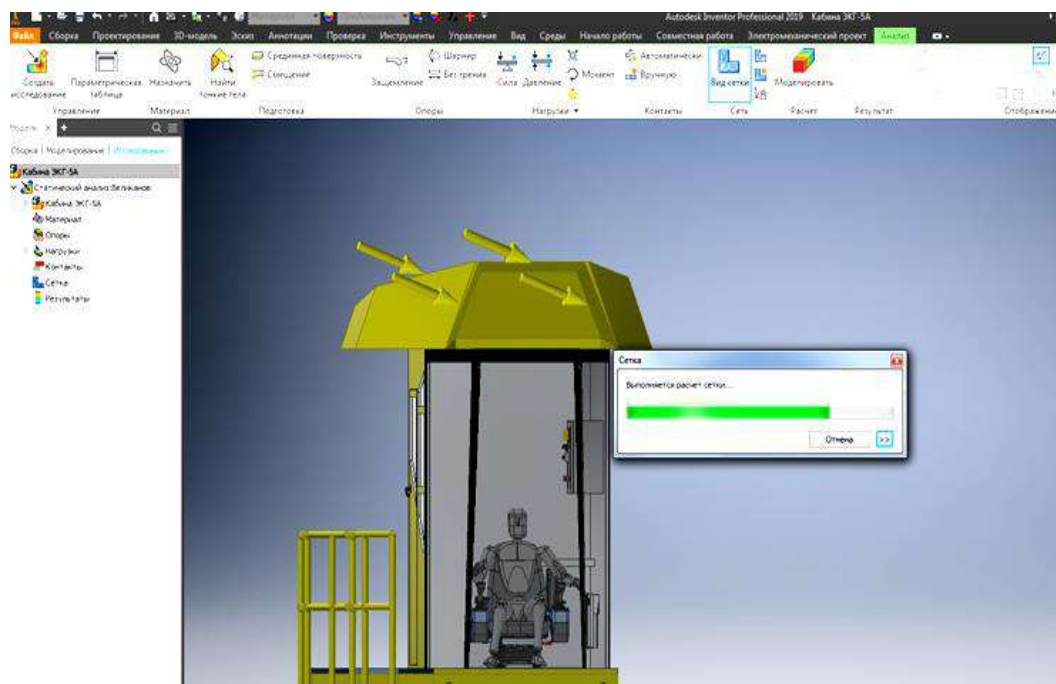 Autodesk Inventor Professional 2019 Кабина ЭКГ-5А
Файл Сборка Проектирование 3D-модель Эскиз Аннотации Проверка Инструменты Управление Вид Среды Начало работы Совместная работа Электромеханический проект Анализ
Срединная поверхность
Смещение
Шарнир
Без трения
Автоматически
Вручную
Создать исследование
Параметрическая таблица
Назначить
Найти тонкие тела
Защемление
Сила Давление
Момент
Вид сетки
Моделировать
Управление Материал Подготовка Опоры Нагрузки Контакты Сеть Расчет Результат Отображение
Модель
Сборка Моделирование Исследование
Кабина ЭКГ-5А
Статический анализ:Великанов
Кабина ЭКГ-5А
Материал
Опоры
Нагрузки
Контакты
Сетка
Результаты
Сетка
Выполняется расчет сетки...
Отмена >>